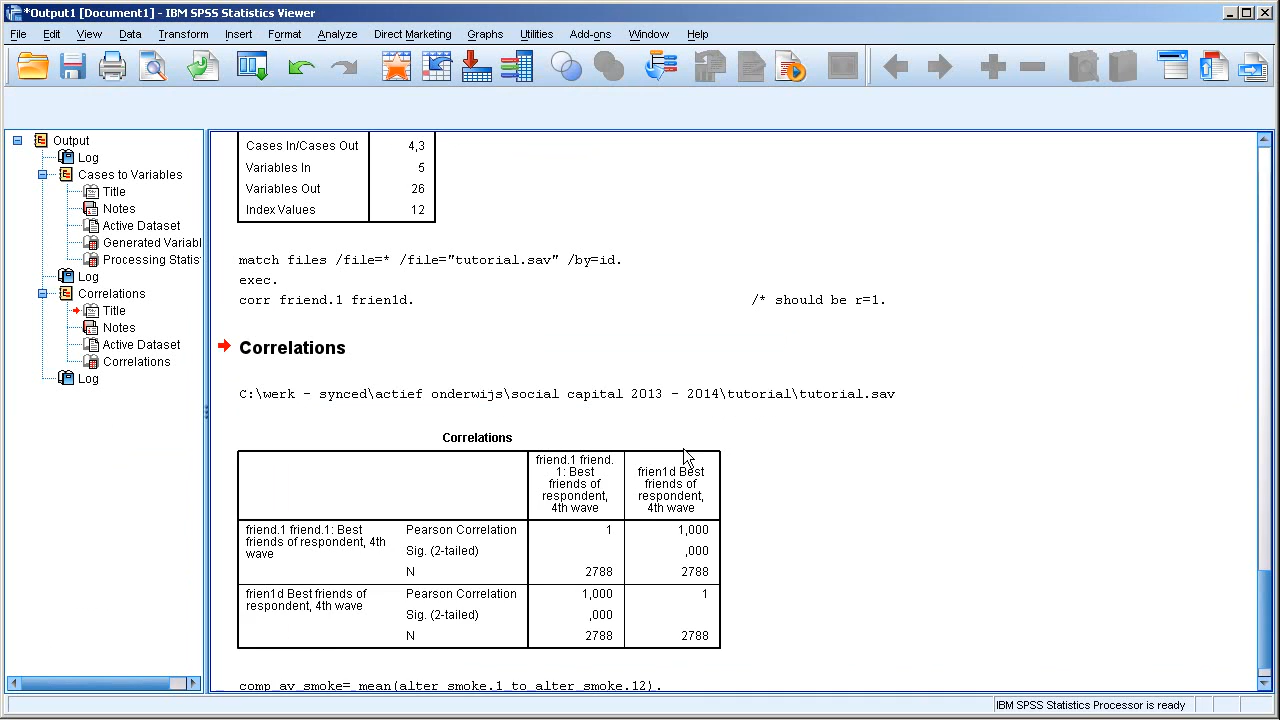 *Output1 [Document1] - IBM SPSS Statistics Viewer
File Edit View Data Transform Insert Format Analyze Direct Marketing Graphs Utilities Add-ons Window Help
Output
Log
Cases to Variables
Title
Notes
Active Dataset
Generated Variabl
Processing Statis
Log
Correlations
Title
Notes
Active Dataset
Correlations
Log
Cases In/Cases Out 4,3
Variables In 5
Variables Out 26
Index Values 12
match files /file=* /file="tutorial.sav" /by=id.
exec.
corr friend.1 frien1d. /* should be r=1.
Correlations
C:\werk - synced\actief onderwijs\social capital 2013 - 2014\tutorial\tutorial.sav
Correlations
friend.1 friend.
1: Best
friends of
respondent,
4th wave
frien1d Best
friends of
respondent,
4th wave
friend.1 friend.1: Best
friends of respondent, 4th
wave
Pearson Correlation 1 1,000
Sig. (2-tailed) ,000
N 2788 2788
frien1d Best friends of
respondent, 4th wave
Pearson Correlation 1,000 1
Sig. (2-tailed) ,000
N 2788 2788
comp av_smoke= mean(alter_smoke.1 to alter_smoke.12).
IBM SPSS Statistics Processor is ready